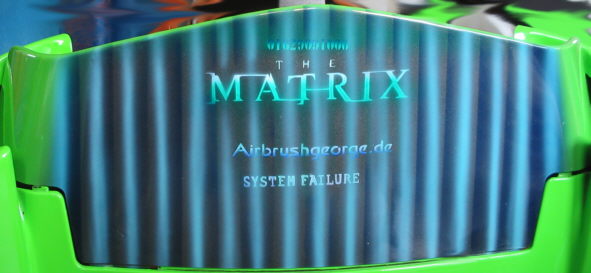 THE
MATRIX
Airbrushgeorge.de
SYSTEM FAILURE